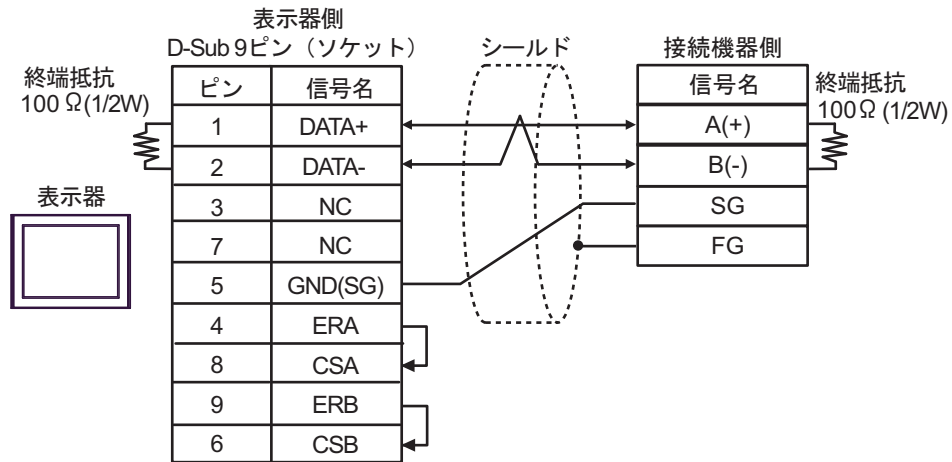 表示器側
D-Sub 9ピン（ソケット）
シールド
接続機器側
終端抵抗
100 Ω(1/2W)
ピン 信号名
1 DATA+
2 DATA-
3 NC
7 NC
5 GND(SG)
4 ERA
8 CSA
9 ERB
6 CSB
表示器
信号名
A(+)
B(-)
SG
FG
終端抵抗
100Ω (1/2W)